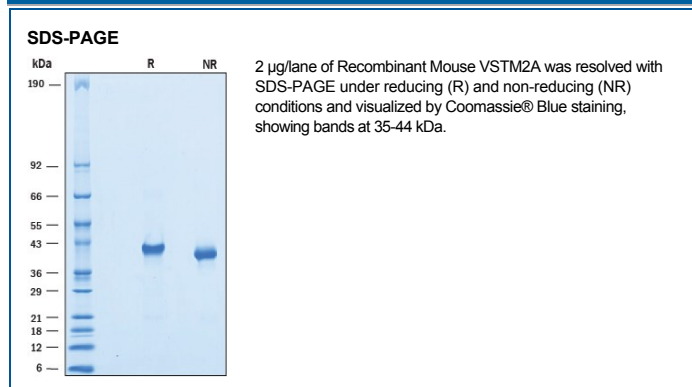 SDS-PAGE
kDa R NR
2 µg/lane of Recombinant Mouse VSTM2A was resolved with
SDS-PAGE under reducing (R) and non-reducing (NR)
conditions and visualized by Coomassie® Blue staining,
showing bands at 35-44 kDa.
190
92
66
55
43
36
29
21
18
12
6